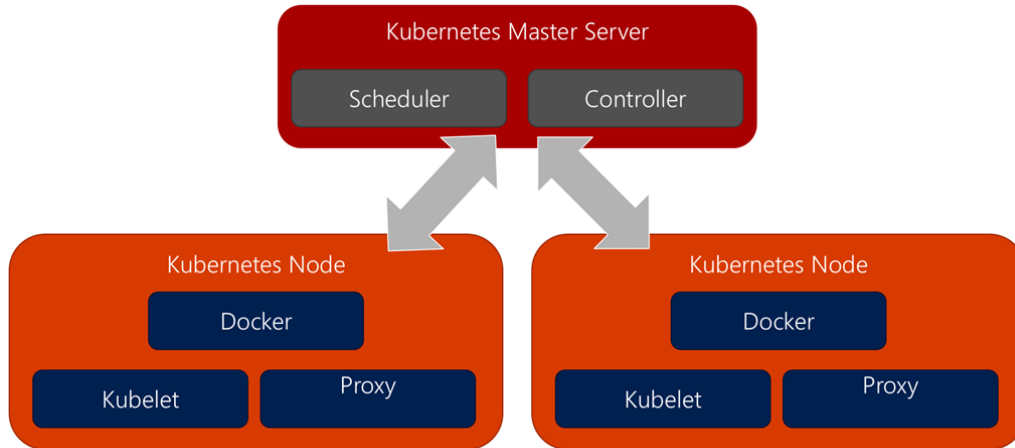 Kubernetes Master Server
Scheduler
Controller
Kubernetes Node
Docker
Kubelet
Proxy
Kubernetes Node
Docker
Kubelet
Proxy